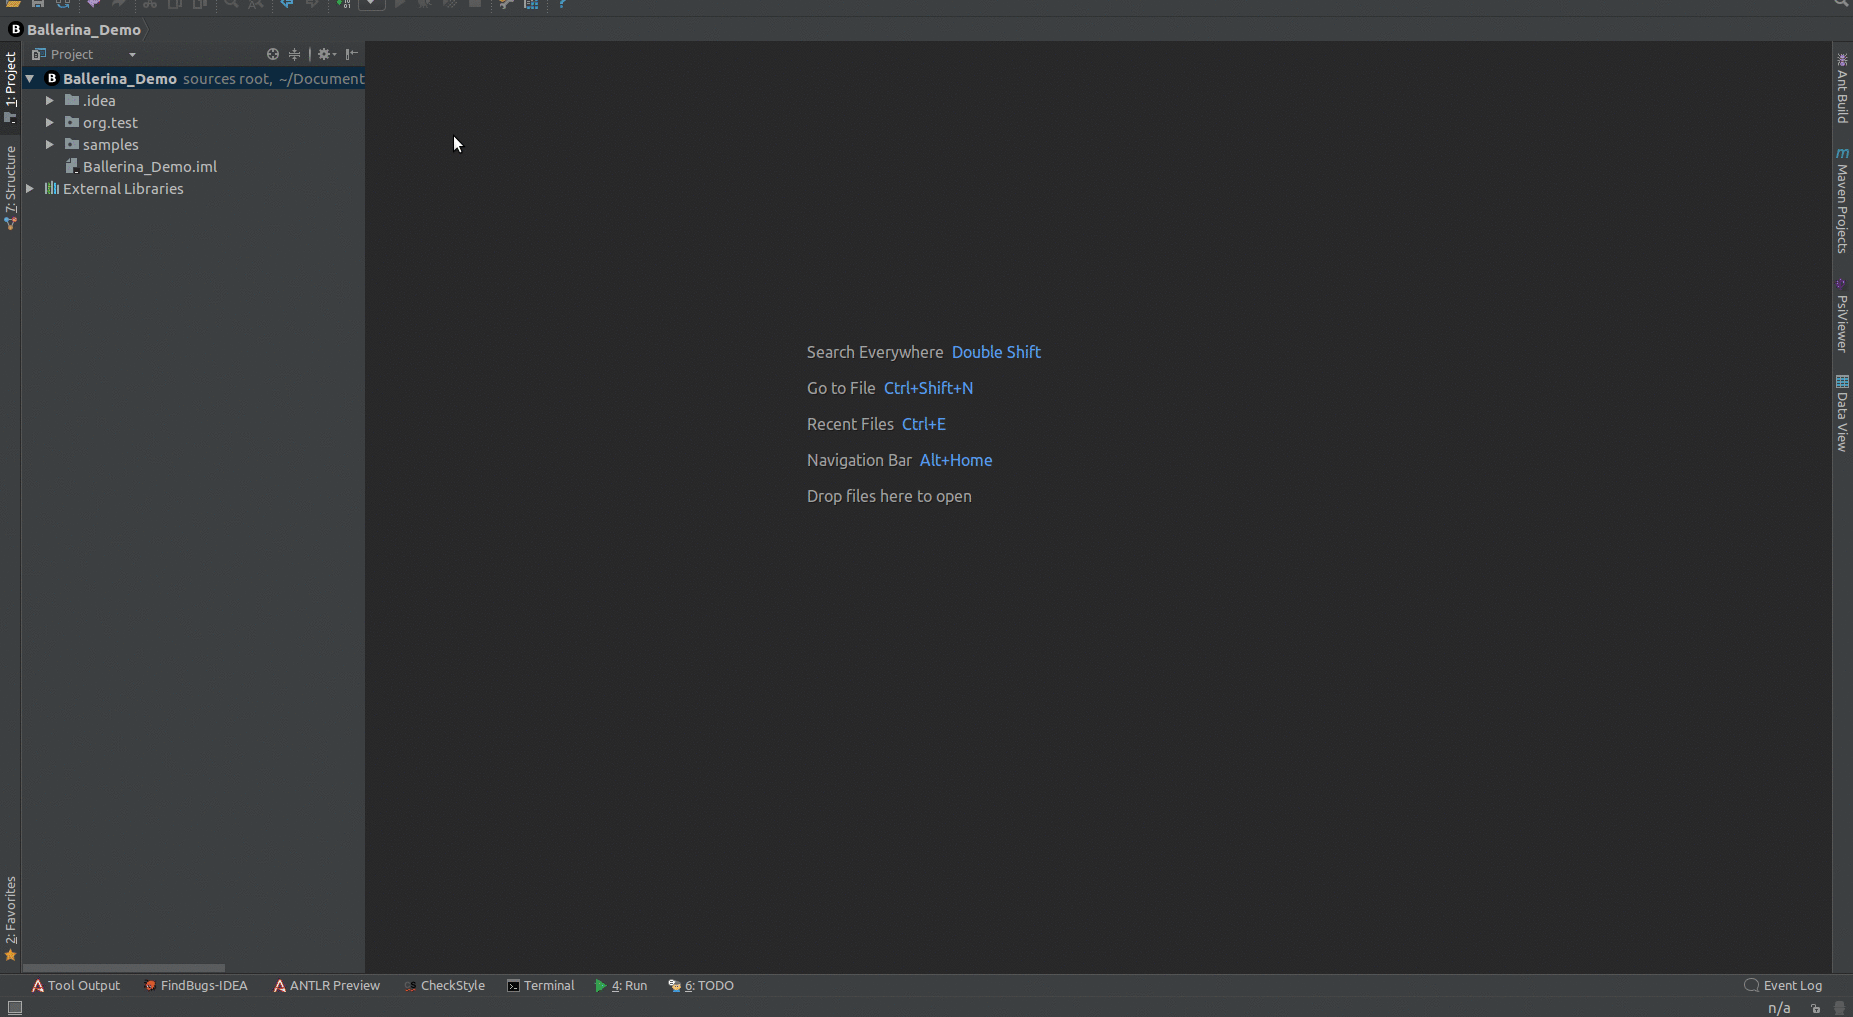 Ballerina_Demo
Project
Ballerina_Demo sources root, ~/Document
.idea
org.test
samples
Ballerina_Demo.iml
External Libraries
1: Project
7: Structure
2: Favorites
Search Everywhere Double Shift
Go to File Ctrl+Shift+N
Recent Files Ctrl+E
Navigation Bar Alt+Home
Drop files here to open
Ant Build
Maven Projects
PsiViewer
Data View
Tool Output FindBugs-IDEA ANTLR Preview CheckStyle Terminal 4: Run 6: TODO Event Log
n/a